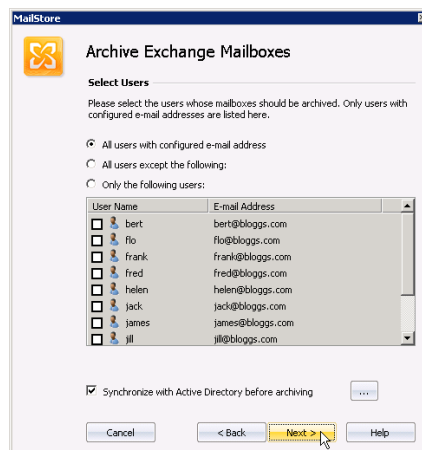 MailStore
Archive Exchange Mailboxes
Select Users
Please select the users whose mailboxes should be archived. Only users with
configured e-mail addresses are listed here.
All users with configured e-mail address
All users except the following:
Only the following users:
User Name E-mail Address
bert bert@bloggs.com
flo flo@bloggs.com
frank frank@bloggs.com
fred fred@bloggs.com
helen helen@bloggs.com
jack jack@bloggs.com
james james@bloggs.com
jill jill@bloggs.com
Synchronize with Active Directory before archiving ...
Cancel < Back Next > Help